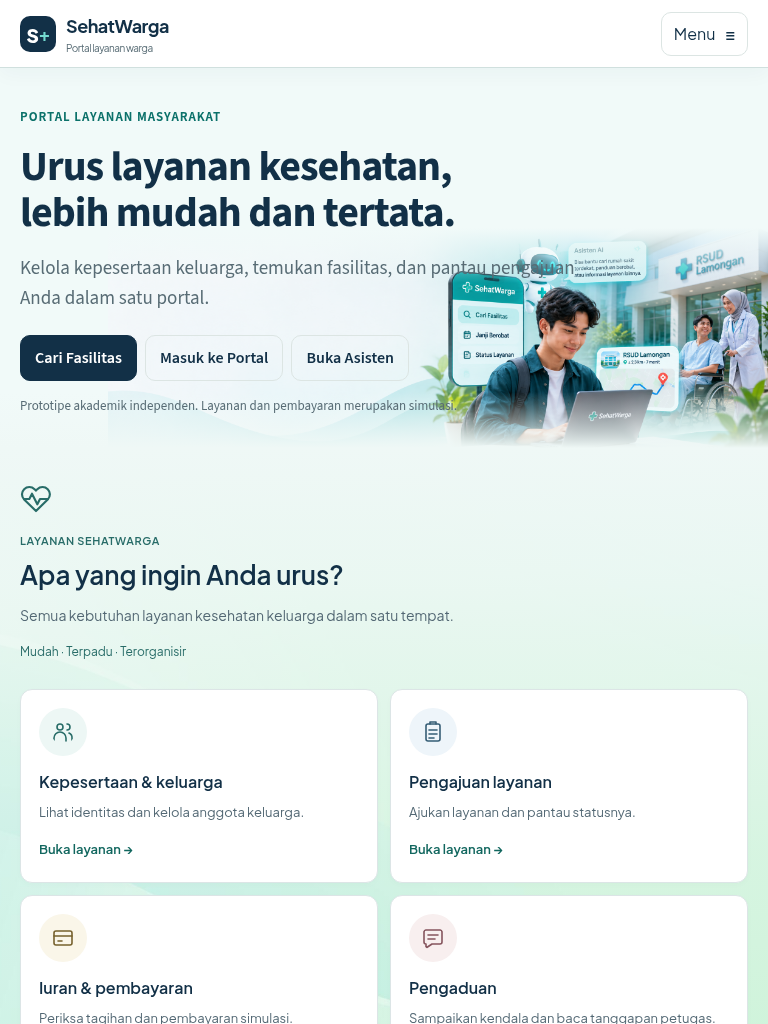 S+
SehatWarga
Portal layanan warga
Menu ≡
PORTAL LAYANAN MASYARAKAT
Urus layanan kesehatan,
lebih mudah dan tertata.
Kelola kepesertaan keluarga, temukan fasilitas, dan pantau pengajuan
Anda dalam satu portal.
Cari Fasilitas
Masuk ke Portal
Buka Asisten
Prototipe akademik independen. Layanan dan pembayaran merupakan simulasi.
Asisten AI
SehatWarga
Cari Fasilitas
Janji Berobat
Status Layanan
RSUD
Lamongan
RSUD Lamongan
SehatWarga
LAYANAN SEHATWARGA
Apa yang ingin Anda urus?
Semua kebutuhan layanan kesehatan keluarga dalam satu tempat.
Mudah · Terpadu · Terorganisir
Kepesertaan & keluarga
Lihat identitas dan kelola anggota keluarga.
Buka layanan →
Pengajuan layanan
Ajukan layanan dan pantau statusnya.
Buka layanan →
Iuran & pembayaran
Periksa tagihan dan pembayaran simulasi.
Pengaduan
Sampaikan kendala dan baca tanggapan petugas.